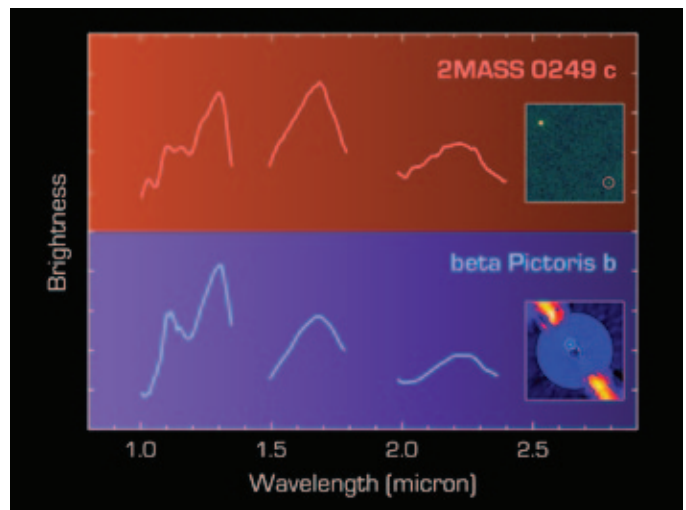 2MASS 0249 c
beta Pictoris b
Brightness
1.0 1.5 2.0 2.5
Wavelength (micron)